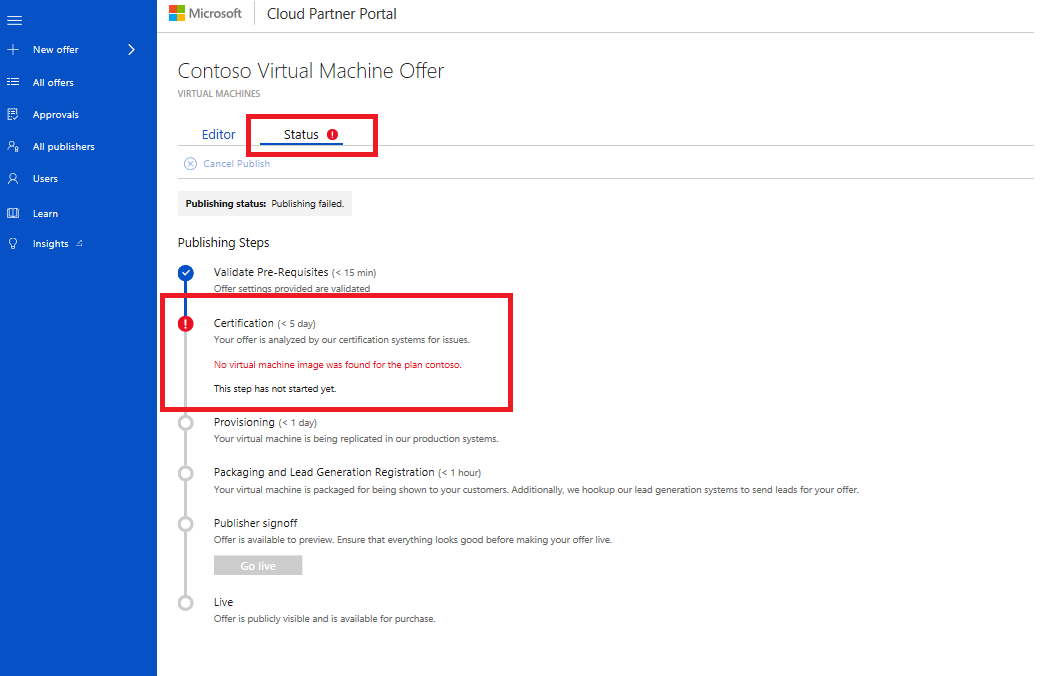 Microsoft Cloud Partner Portal
New offer
All offers
Approvals
All publishers
Users
Learn
Insights
Contoso Virtual Machine Offer
VIRTUAL MACHINES
Editor Status
Cancel Publish
Publishing status: Publishing failed.
Publishing Steps
Validate Pre-Requisites (< 15 min)
Offer settings provided are validated
Certification (< 5 day)
Your offer is analyzed by our certification systems for issues.
No virtual machine image was found for the plan contoso.
This step has not started yet.
Provisioning (< 1 day)
Your virtual machine is being replicated in our production systems.
Packaging and Lead Generation Registration (< 1 hour)
Your virtual machine is packaged for being shown to your customers. Additionally, we hookup our lead generation systems to send leads for your offer.
Publisher signoff
Offer is available to preview. Ensure that everything looks good before making your offer live.
Go live
Live
Offer is publicly visible and is available for purchase.